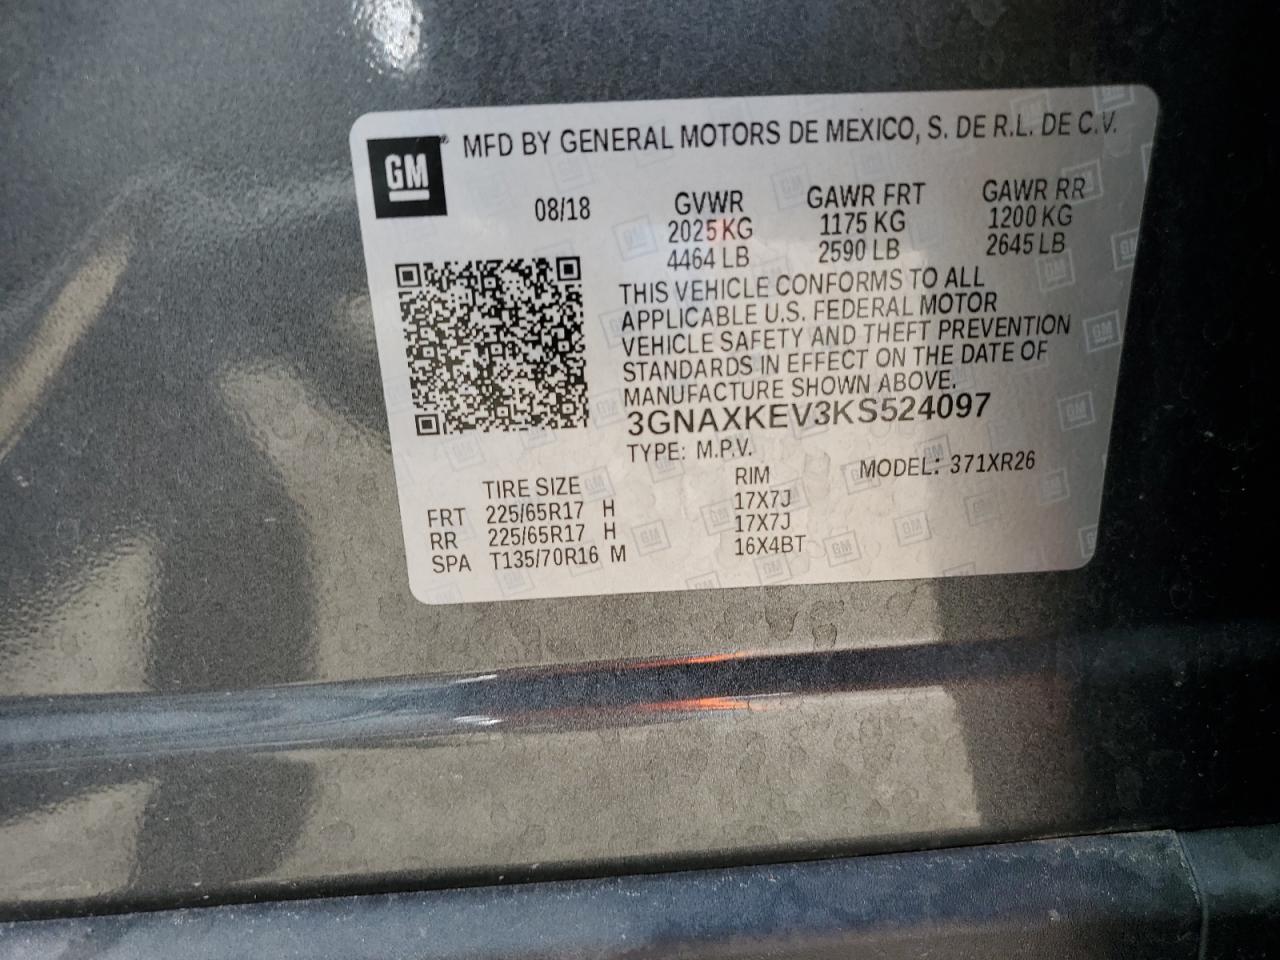 GM® MFD BY GENERAL MOTORS DE MEXICO, S. DE R.L. DE C.V.
08/18 GVWR GAWR FRT GAWR RR
2025 KG 1175 KG 1200 KG
4464 LB 2590 LB 2645 LB
THIS VEHICLE CONFORMS TO ALL
APPLICABLE U.S. FEDERAL MOTOR
VEHICLE SAFETY AND THEFT PREVENTION
STANDARDS IN EFFECT ON THE DATE OF
MANUFACTURE SHOWN ABOVE.
3GNAXKEV3KS524097
TYPE: M.P.V. MODEL: 371XR26
TIRE SIZE RIM
FRT 225/65R17 H 17X7J
RR 225/65R17 H 17X7J
SPA T135/70R16 M 16X4BT